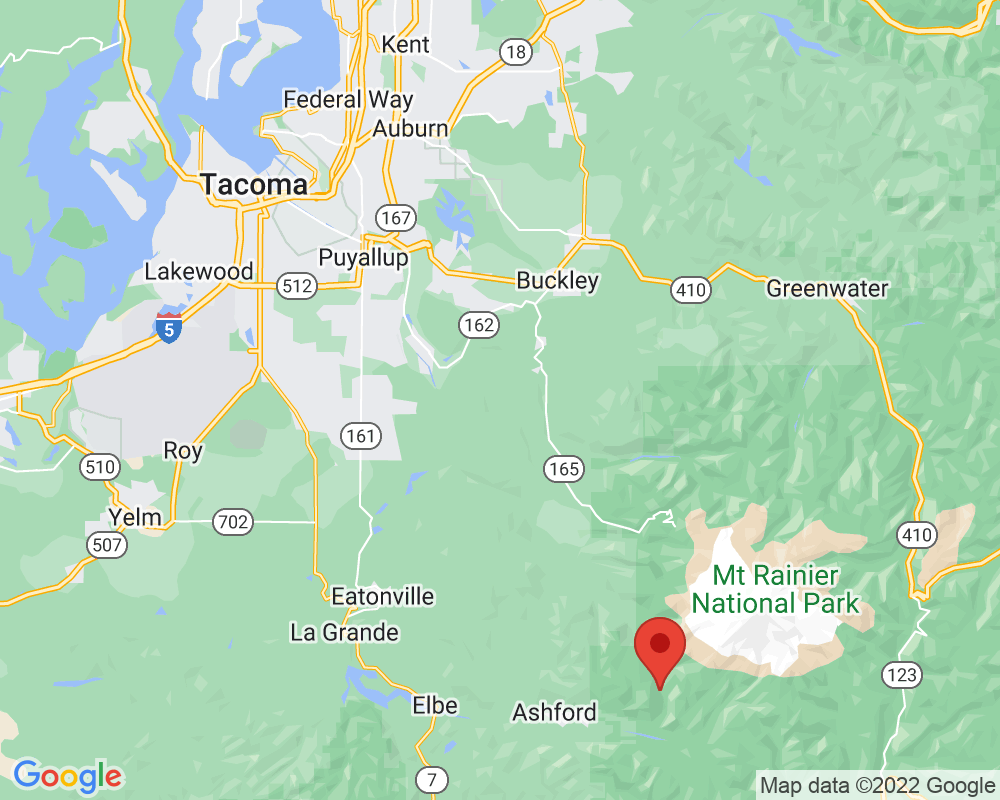 Kent
18
Federal Way
Auburn
Tacoma
167
Puyallup
Lakewood
512
Buckley
410
Greenwater
5
162
161
Roy
165
510
Yelm
702
507
410
Mt Rainier
National Park
Eatonville
La Grande
123
Elbe
Ashford
7
Google
Map data ©2022 Google